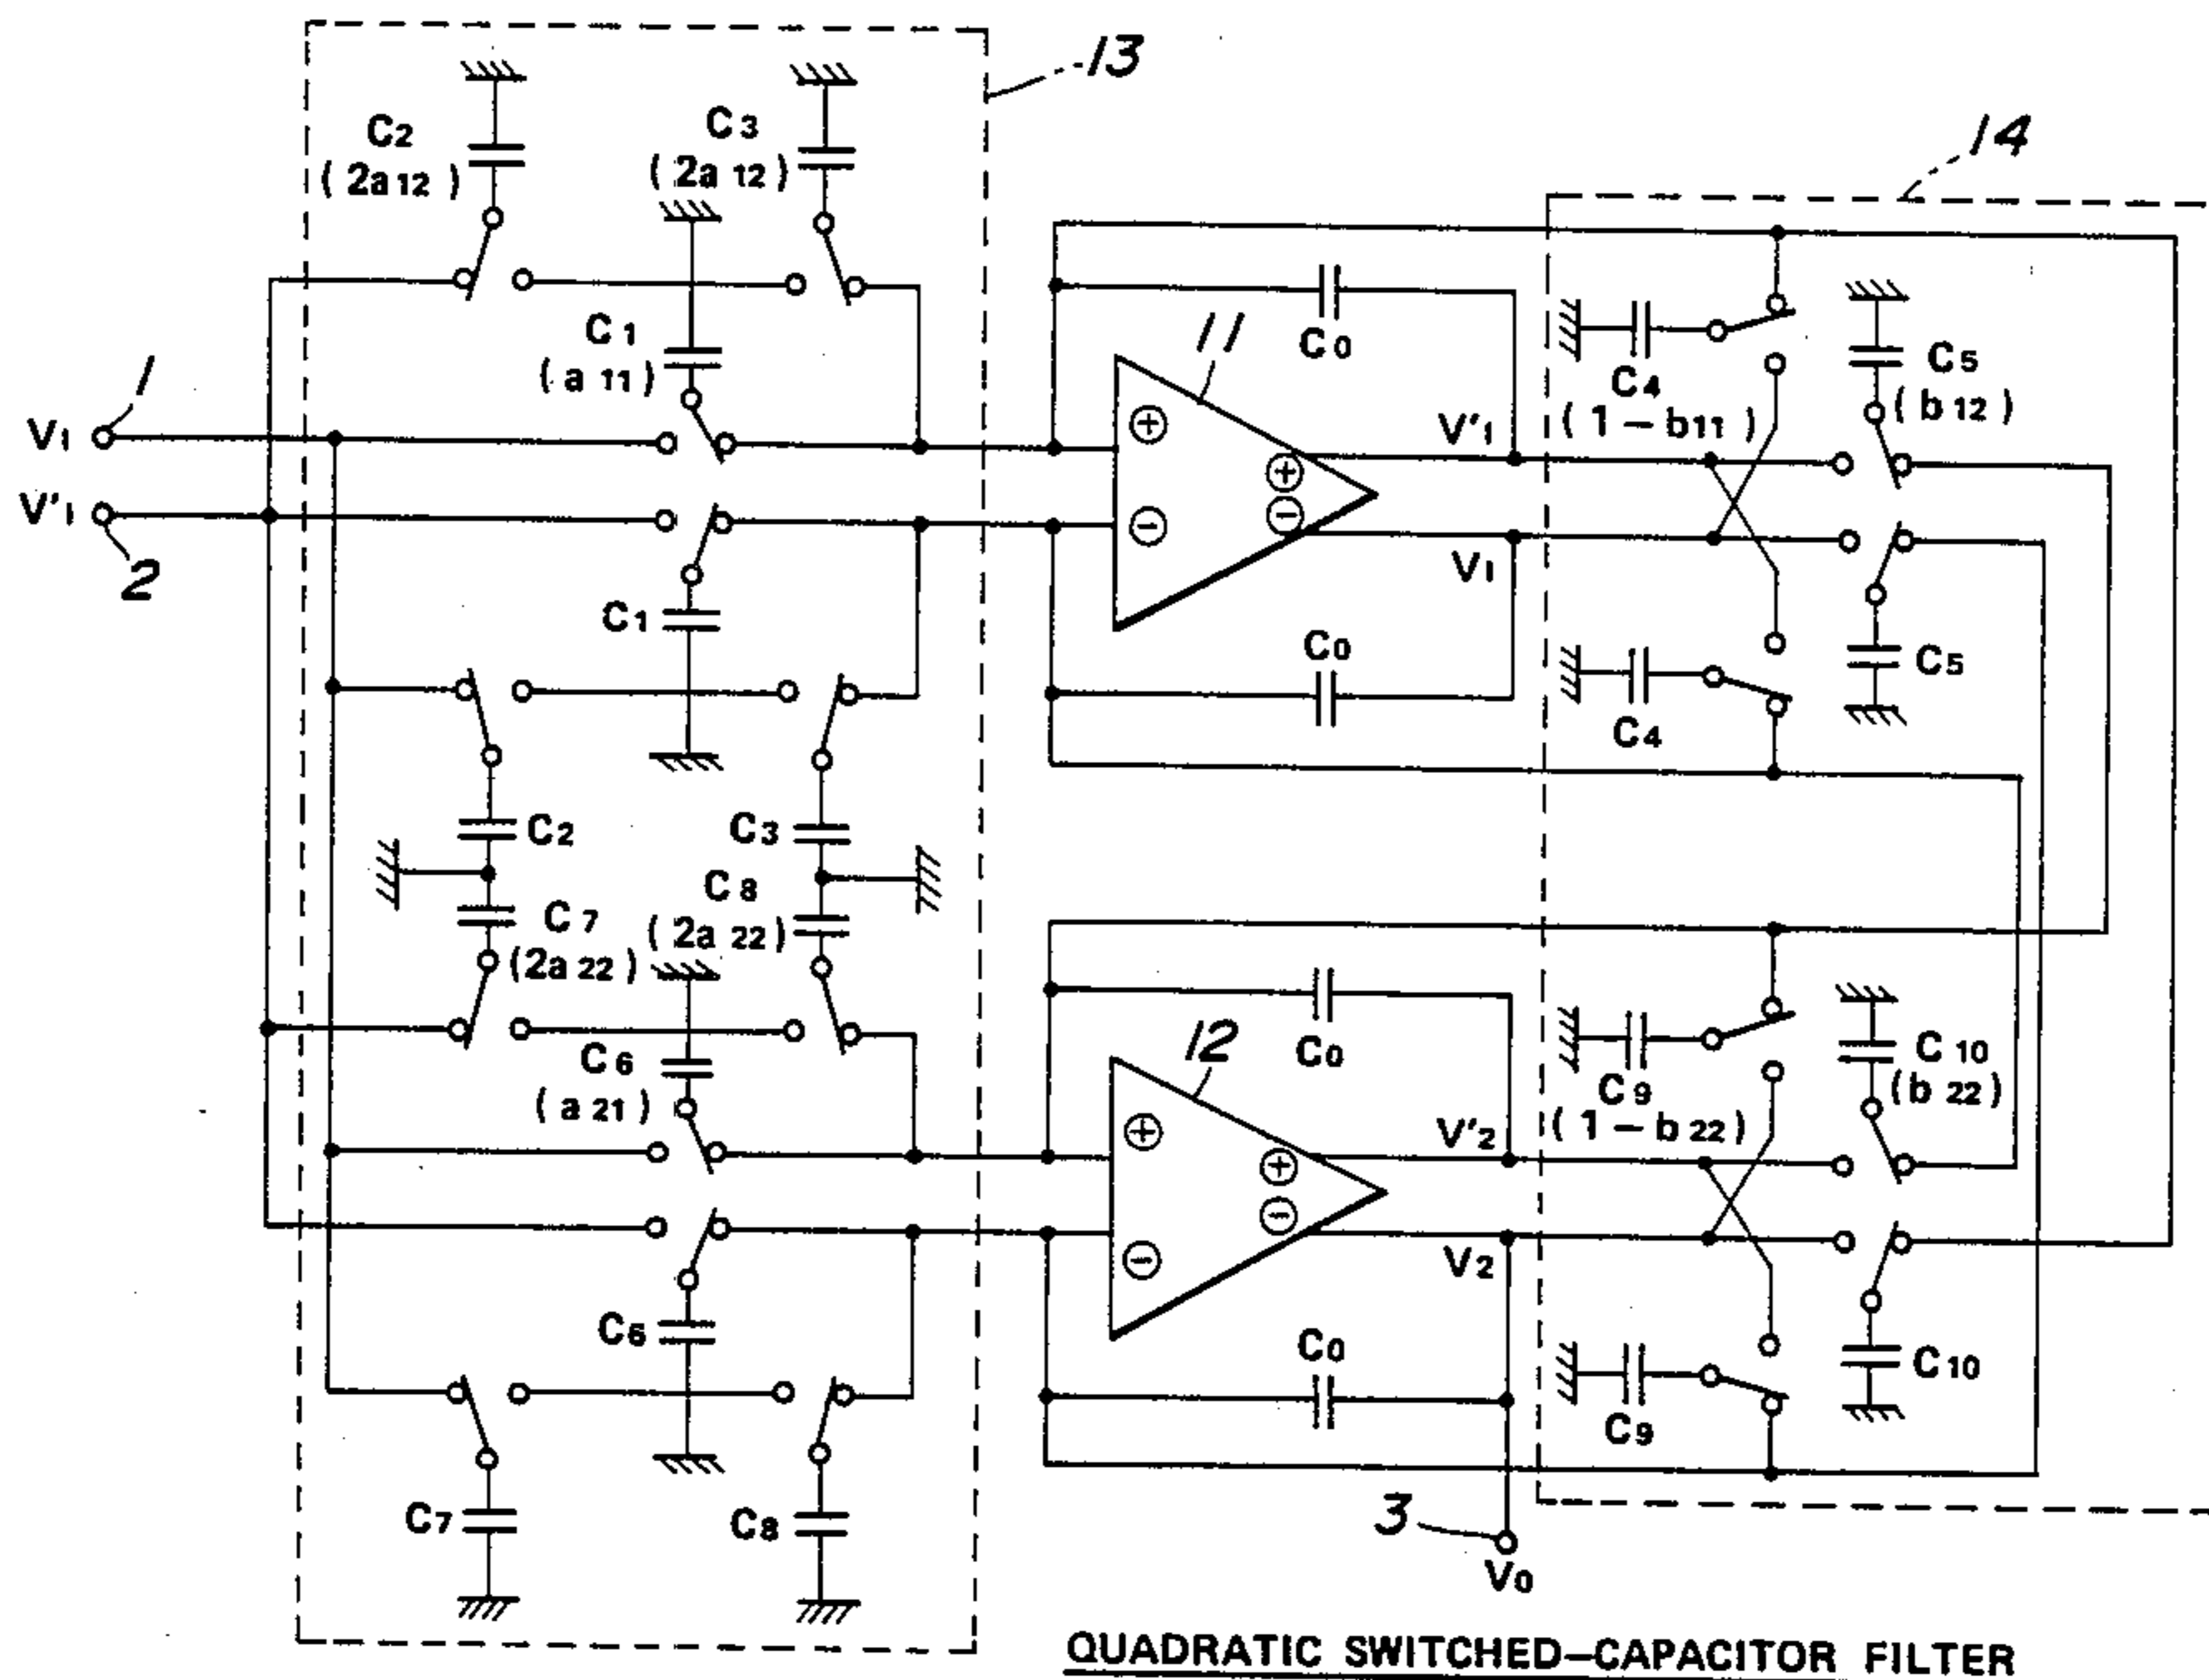 13
C2
(2a12)
C3
(2a12)
14
C1
(a11)
1
V1
V'1
2
C1
C0
11
⊕
⊖
⊕
⊖
V'1
V1
C0
C4
(1-b11)
C5
(b12)
C4
C5
C2
C3
C7
(2a22)
C8
(2a22)
C6
(a21)
C0
12
⊕
⊖
⊕
⊖
V'2
V2
C9
(1-b22)
C10
(b22)
C6
C0
C9
C10
C7
C8
3
V0
QUADRATIC SWITCHED-CAPACITOR FILTER